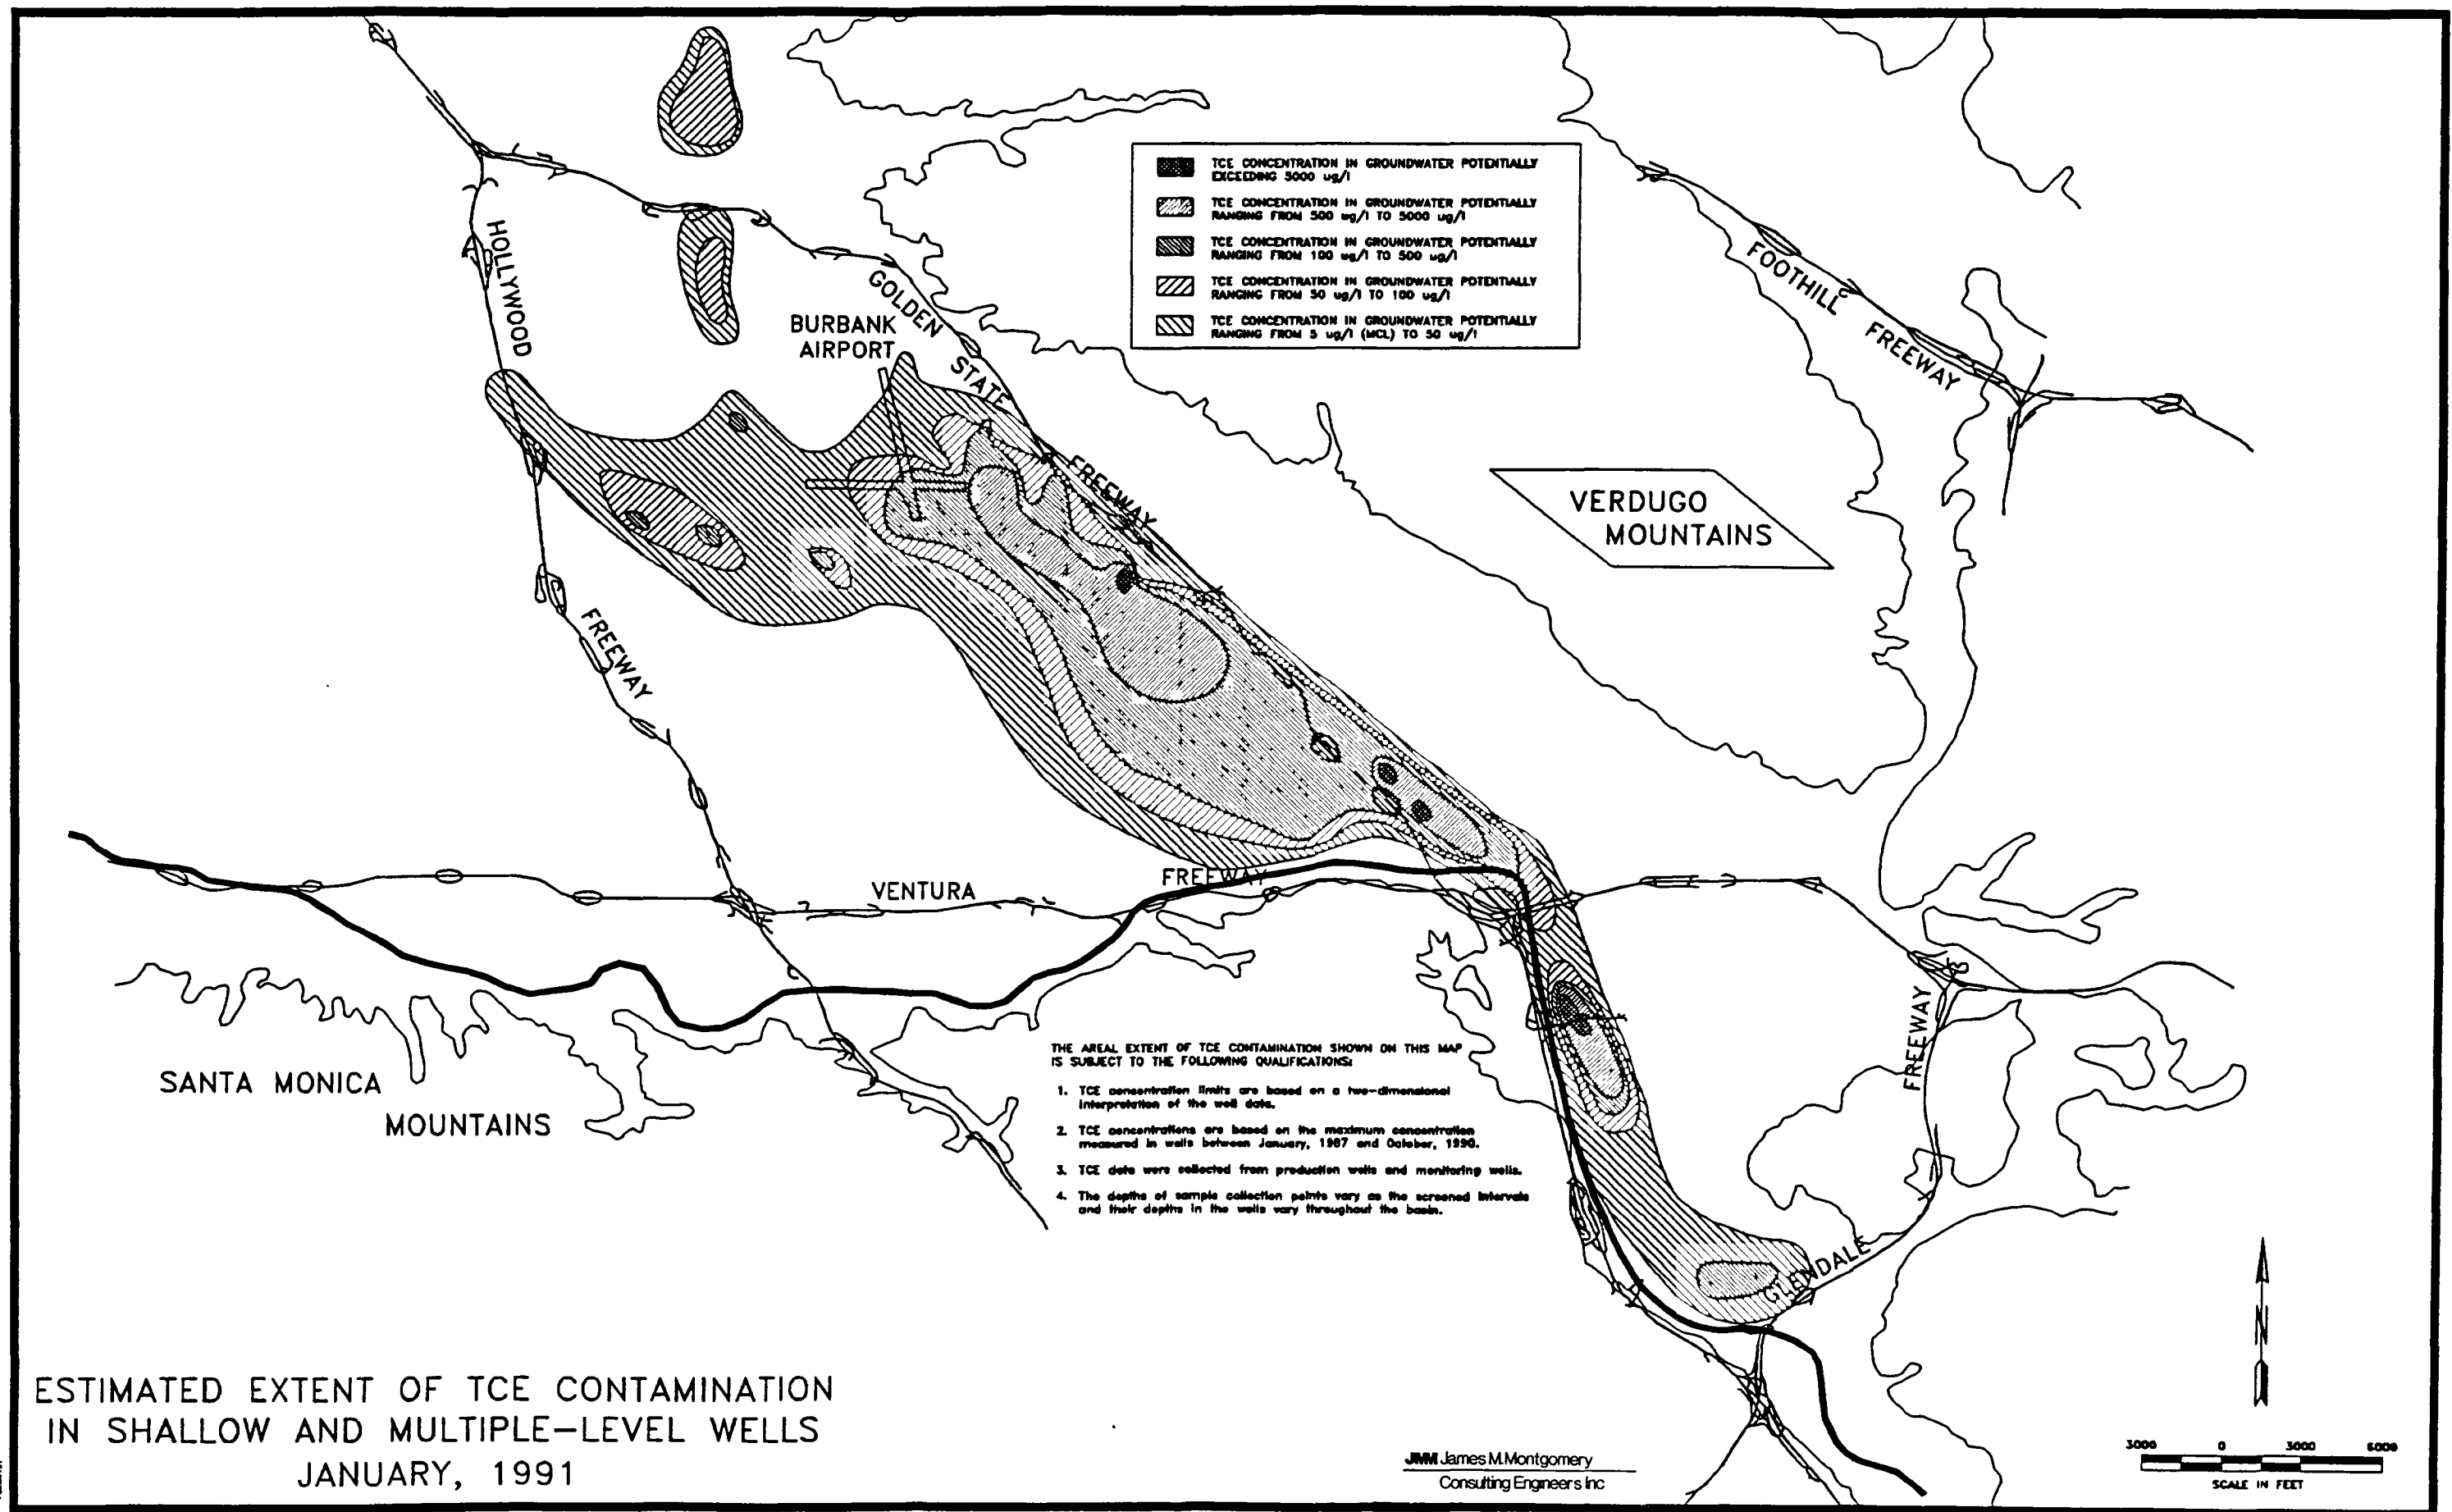 TCE CONCENTRATION IN GROUNDWATER POTENTIALLY
EXCEEDING 5000 ug/l
TCE CONCENTRATION IN GROUNDWATER POTENTIALLY
RANGING FROM 500 ug/l TO 5000 ug/l
TCE CONCENTRATION IN GROUNDWATER POTENTIALLY
RANGING FROM 100 ug/l TO 500 ug/l
TCE CONCENTRATION IN GROUNDWATER POTENTIALLY
RANGING FROM 50 ug/l TO 100 ug/l
TCE CONCENTRATION IN GROUNDWATER POTENTIALLY
RANGING FROM 5 ug/l (MCL) TO 50 ug/l
HOLLYWOOD
FREEWAY
GOLDEN
STATE
FREEWAY
BURBANK
AIRPORT
FOOTHILL
FREEWAY
VERDUGO
MOUNTAINS
VENTURA
FREEWAY
FREEWAY
GLENDALE
SANTA MONICA
MOUNTAINS
THE AREAL EXTENT OF TCE CONTAMINATION SHOWN ON THIS MAP
IS SUBJECT TO THE FOLLOWING QUALIFICATIONS:
1. TCE concentration limits are based on a two-dimensional
interpretation of the well data.
2. TCE concentrations are based on the maximum concentration
measured in wells between January, 1987 and October, 1990.
3. TCE data were collected from production wells and monitoring wells.
4. The depths of sample collection points vary as the screened intervals
and their depths in the wells vary throughout the basin.
ESTIMATED EXTENT OF TCE CONTAMINATION
IN SHALLOW AND MULTIPLE-LEVEL WELLS
JANUARY, 1991
JMM James M. Montgomery
Consulting Engineers Inc
N
3000 0 3000 6000
SCALE IN FEET